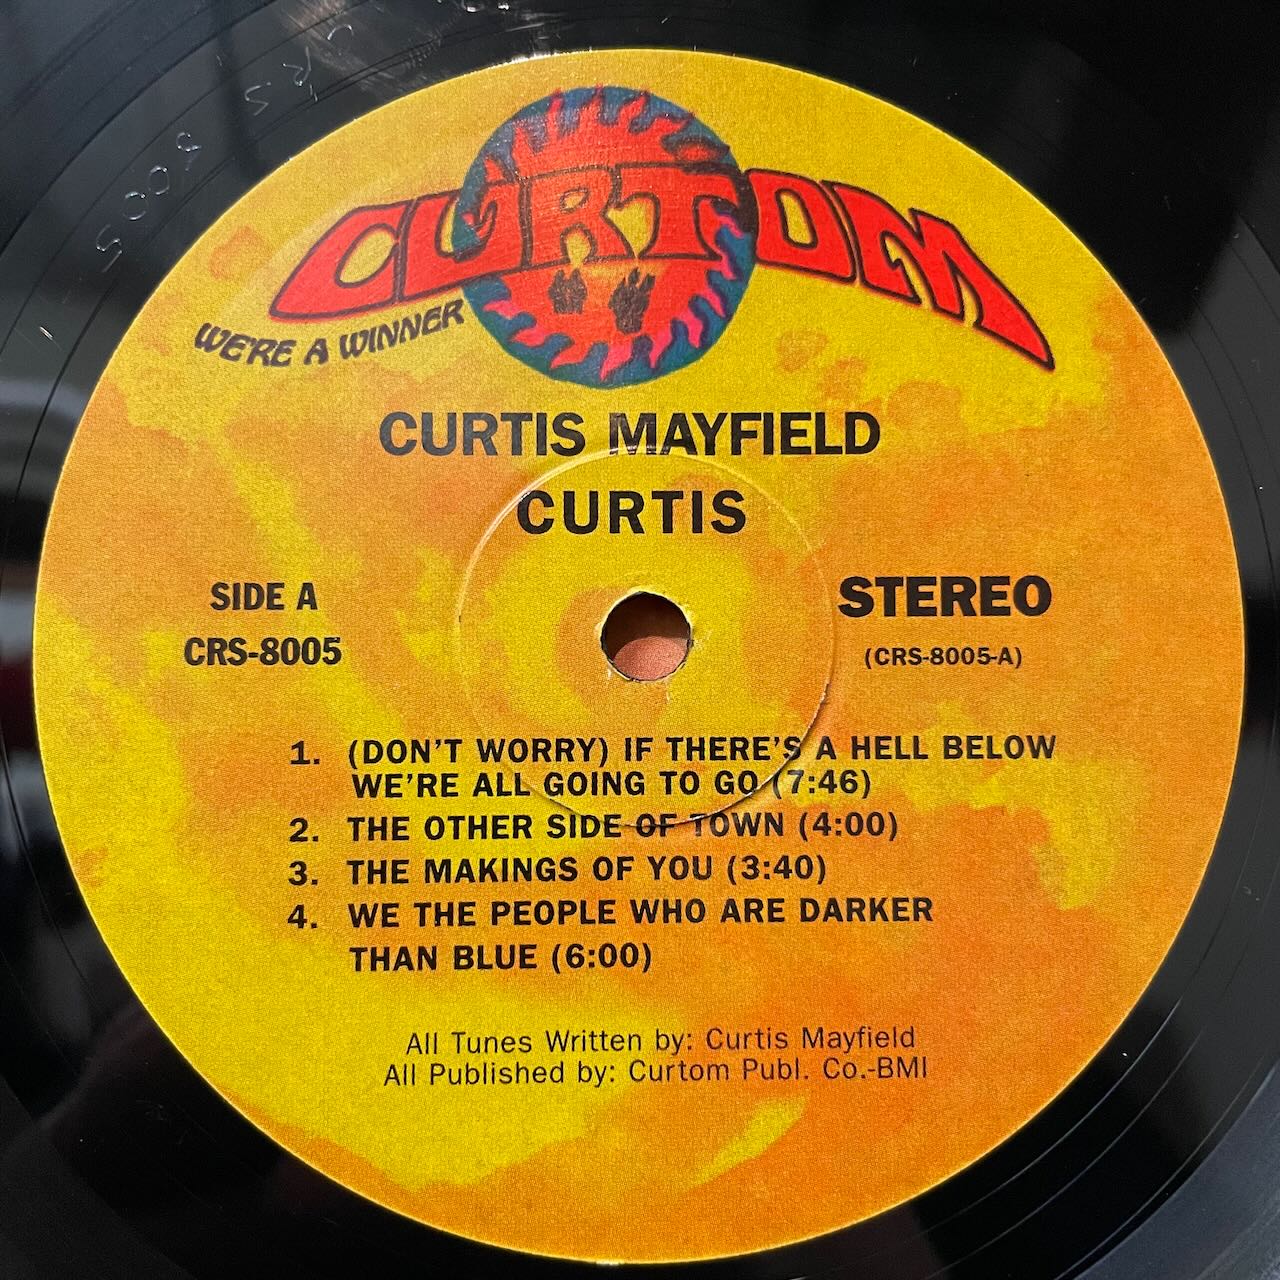 CURTOM
WE'RE A WINNER
CURTIS MAYFIELD
CURTIS
SIDE A
CRS-8005
STEREO
(CRS-8005-A)
1. (DON'T WORRY) IF THERE'S A HELL BELOW
WE'RE ALL GOING TO GO (7:46)
2. THE OTHER SIDE OF TOWN (4:00)
3. THE MAKINGS OF YOU (3:40)
4. WE THE PEOPLE WHO ARE DARKER
THAN BLUE (6:00)
All Tunes Written by: Curtis Mayfield
All Published by: Curtom Publ. Co.-BMI